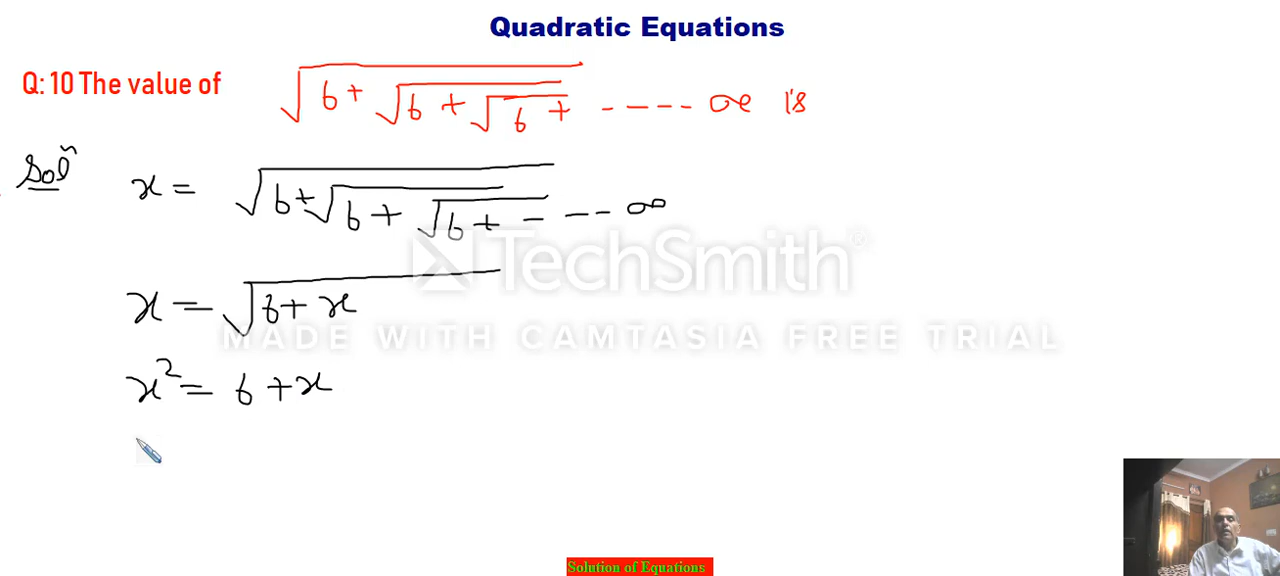 Quadratic Equations
Q: 10 The value of √(6+√(6+√(6+ ----- ∞ is
Solⁿ x = √(6+√(6+√(6+ - -- ∞
TechSmith®
x = √(6+x
MADE WITH CAMTASIA FREE TRIAL
x² = 6+x
Solution of Equations